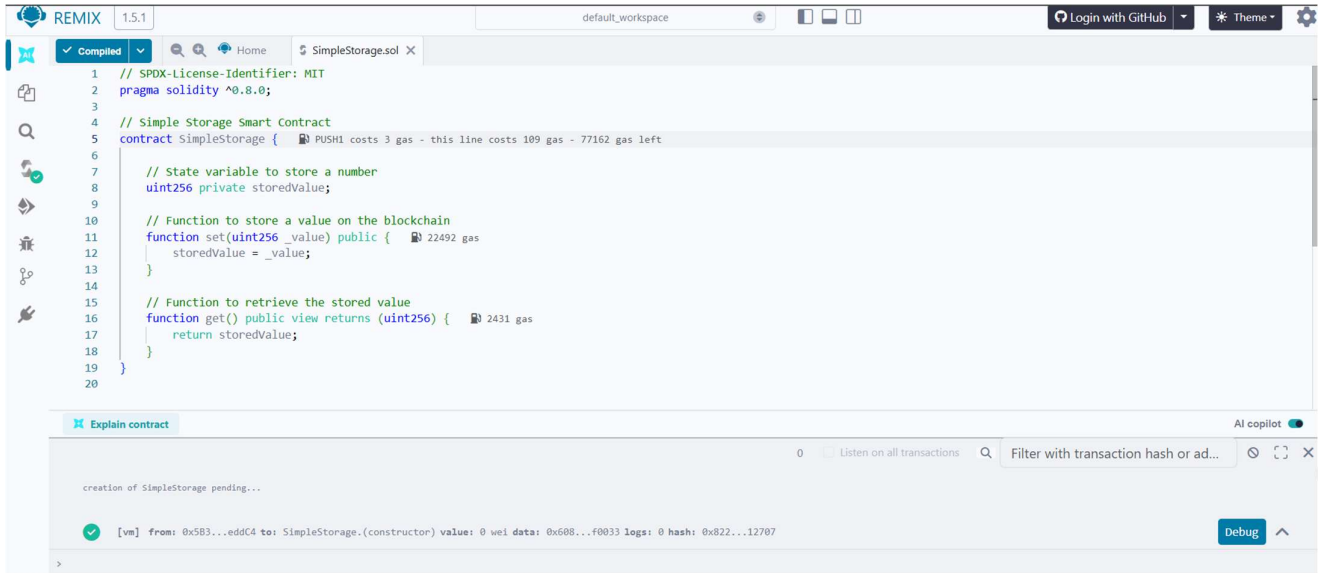 REMIX 1.5.1 default_workspace Login with GitHub Theme
AI Compiled Home SimpleStorage.sol
1 // SPDX-License-Identifier: MIT
2 pragma solidity ^0.8.0;
3
4 // Simple Storage Smart Contract
5 contract SimpleStorage { PUSH1 costs 3 gas - this line costs 109 gas - 77162 gas left
6
7 // State variable to store a number
8 uint256 private storedValue;
9
10 // Function to store a value on the blockchain
11 function set(uint256 _value) public { 22492 gas
12 storedValue = _value;
13 }
14
15 // Function to retrieve the stored value
16 function get() public view returns (uint256) { 2431 gas
17 return storedValue;
18 }
19 }
20
Explain contract AI copilot
0 Listen on all transactions Filter with transaction hash or ad...
creation of SimpleStorage pending...
[vm] from: 0x5B3...eddC4 to: SimpleStorage.(constructor) value: 0 wei data: 0x608...f0033 logs: 0 hash: 0x822...12707 Debug
>